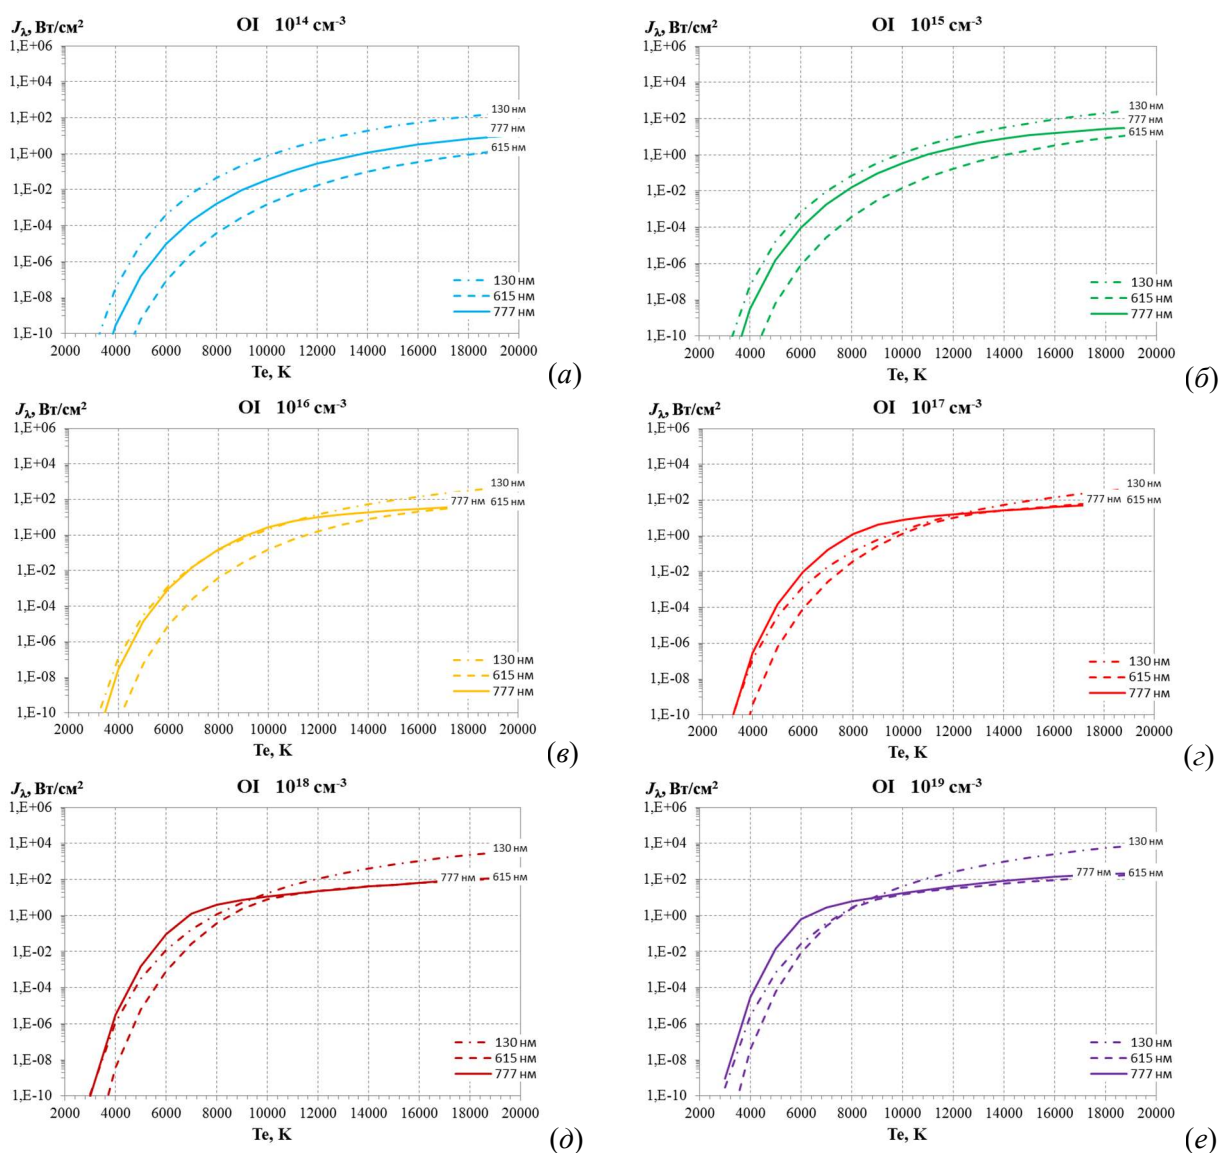 Jλ, Вт/см² OI 10¹⁴ см⁻³
1,E+06
1,E+04
1,E+02
1,E+00
1,E-02
1,E-04
1,E-06
1,E-08
1,E-10
130 нм
777 нм
615 нм
130 нм
615 нм
777 нм
2000 4000 6000 8000 10000 12000 14000 16000 18000 20000
Te, K
(а)
Jλ, Вт/см² OI 10¹⁵ см⁻³
1,E+06
1,E+04
1,E+02
1,E+00
1,E-02
1,E-04
1,E-06
1,E-08
1,E-10
130 нм
777 нм
615 нм
130 нм
615 нм
777 нм
2000 4000 6000 8000 10000 12000 14000 16000 18000 20000
Te, K
(б)
Jλ, Вт/см² OI 10¹⁶ см⁻³
1,E+06
1,E+04
1,E+02
1,E+00
1,E-02
1,E-04
1,E-06
1,E-08
1,E-10
130 нм
777 нм 615 нм
130 нм
615 нм
777 нм
2000 4000 6000 8000 10000 12000 14000 16000 18000 20000
Te, K
(в)
Jλ, Вт/см² OI 10¹⁷ см⁻³
1,E+06
1,E+04
1,E+02
1,E+00
1,E-02
1,E-04
1,E-06
1,E-08
1,E-10
130 нм
777 нм 615 нм
130 нм
615 нм
777 нм
2000 4000 6000 8000 10000 12000 14000 16000 18000 20000
Te, K
(г)
Jλ, Вт/см² OI 10¹⁸ см⁻³
1,E+06
1,E+04
1,E+02
1,E+00
1,E-02
1,E-04
1,E-06
1,E-08
1,E-10
130 нм
777 нм 615 нм
130 нм
615 нм
777 нм
2000 4000 6000 8000 10000 12000 14000 16000 18000 20000
Te, K
(д)
Jλ, Вт/см² OI 10¹⁹ см⁻³
1,E+06
1,E+04
1,E+02
1,E+00
1,E-02
1,E-04
1,E-06
1,E-08
1,E-10
130 нм
777 нм 615 нм
130 нм
615 нм
777 нм
2000 4000 6000 8000 10000 12000 14000 16000 18000 20000
Te, K
(е)